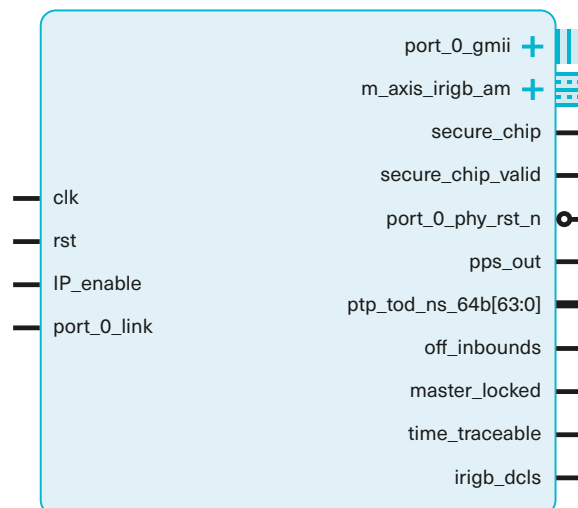 port_0_gmii
m_axis_irigb_am
secure_chip
secure_chip_valid
clk
port_0_phy_rst_n
rst
pps_out
IP_enable
ptp_tod_ns_64b[63:0]
port_0_link
off_inbounds
master_locked
time_traceable
irigb_dcls